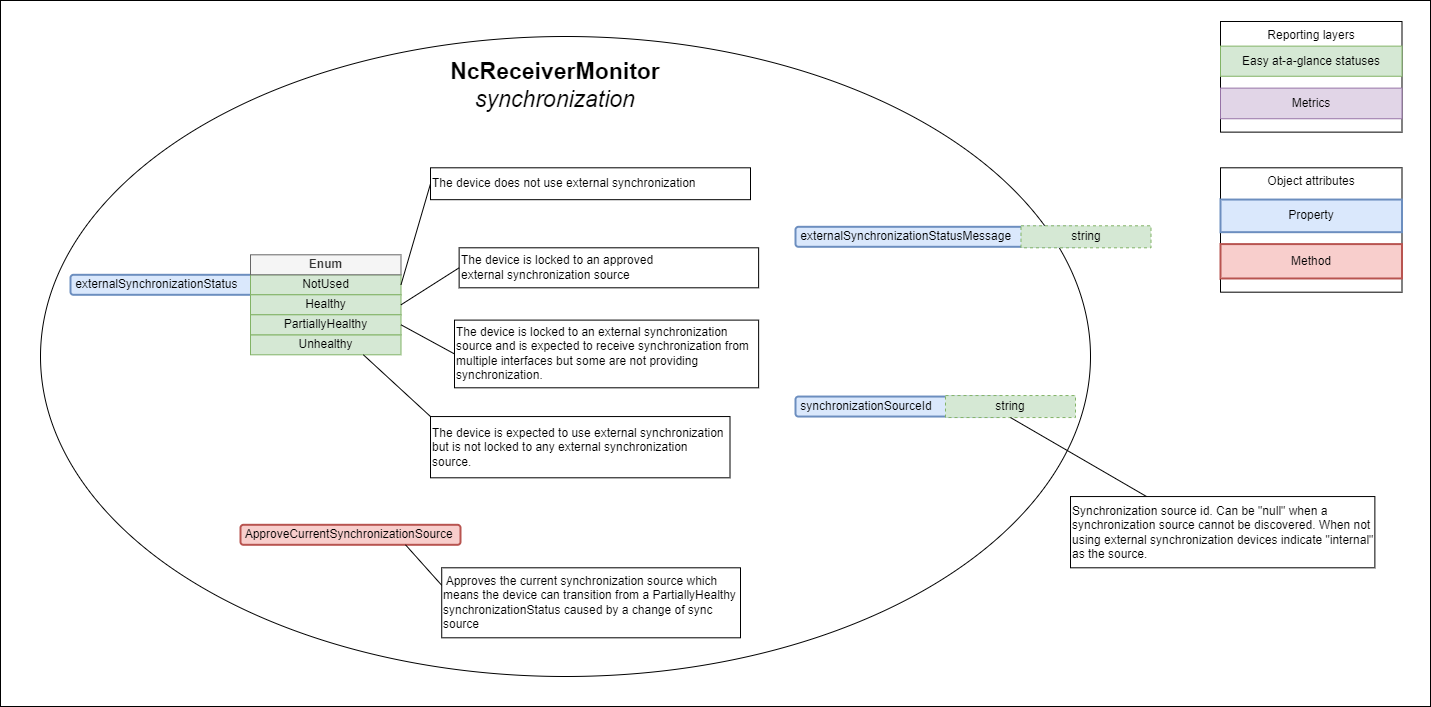 NcReceiverMonitor
synchronization
Reporting layers
Easy at-a-glance statuses
Metrics
Object attributes
Property
Method
The device does not use external synchronization
externalSynchronizationStatus
Enum
NotUsed
Healthy
PartiallyHealthy
Unhealthy
The device is locked to an approved
external synchronization source
The device is locked to an external synchronization
source and is expected to receive synchronization from
multiple interfaces but some are not providing
synchronization.
The device is expected to use external synchronization
but is not locked to any external synchronization
source.
externalSynchronizationStatusMessage
string
synchronizationSourceId
string
Synchronization source id. Can be "null" when a
synchronization source cannot be discovered. When not
using external synchronization devices indicate "internal"
as the source.
ApproveCurrentSynchronizationSource
Approves the current synchronization source which
means the device can transition from a PartiallyHealthy
synchronizationStatus caused by a change of sync
source